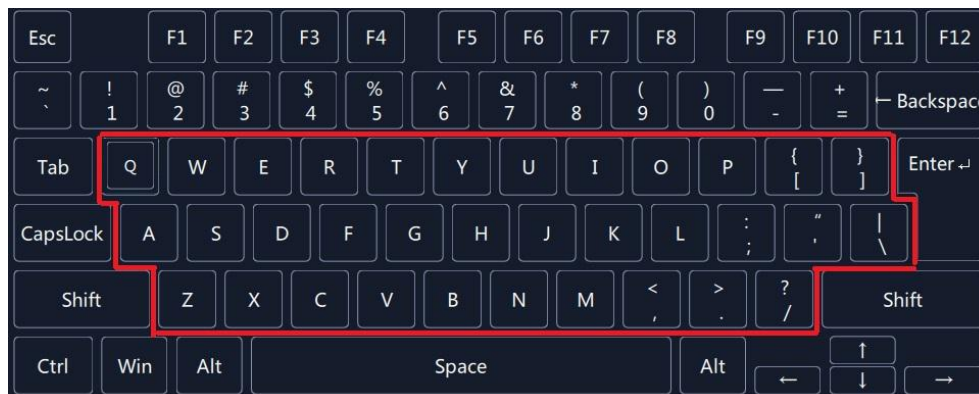 Esc F1 F2 F3 F4 F5 F6 F7 F8 F9 F10 F11 F12
~ ! @ # $ % ^ & * ( ) — +
` 1 2 3 4 5 6 7 8 9 0 - = ← Backspace
Tab Q W E R T Y U I O P { } Enter ↵
[ ]
CapsLock A S D F G H J K L : “ |
; ' \
Shift Z X C V B N M < > ? Shift
, . /
Ctrl Win Alt Space Alt ↑
← ↓ →